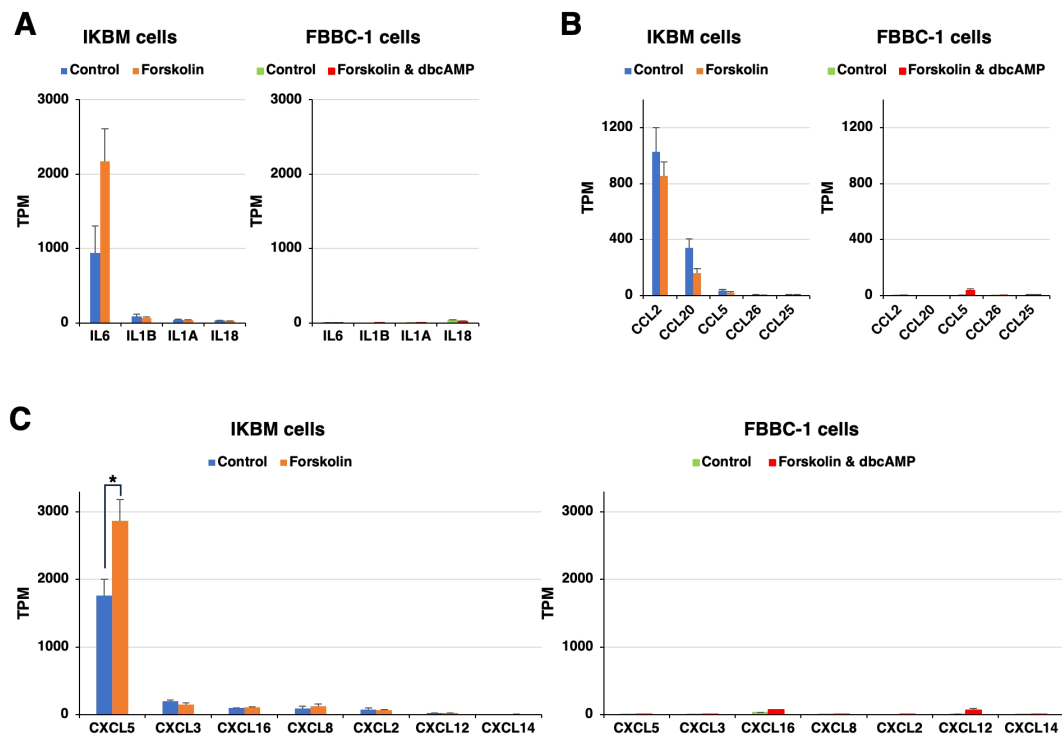 A
IKBM cells
FBBC-1 cells
Control Forskolin
Control Forskolin & dbcAMP
TPM
3000
2000
1000
0
IL6 IL1B IL1A IL18
TPM
3000
2000
1000
0
IL6 IL1B IL1A IL18
B
IKBM cells
FBBC-1 cells
Control Forskolin
Control Forskolin & dbcAMP
TPM
1200
800
400
0
CCL2 CCL20 CCL5 CCL26 CCL25
TPM
1200
800
400
0
CCL2 CCL20 CCL5 CCL26 CCL25
C
IKBM cells
Control Forskolin
TPM
3000
2000
1000
0
*
CXCL5 CXCL3 CXCL16 CXCL8 CXCL2 CXCL12 CXCL14
FBBC-1 cells
Control Forskolin & dbcAMP
TPM
3000
2000
1000
0
CXCL5 CXCL3 CXCL16 CXCL8 CXCL2 CXCL12 CXCL14